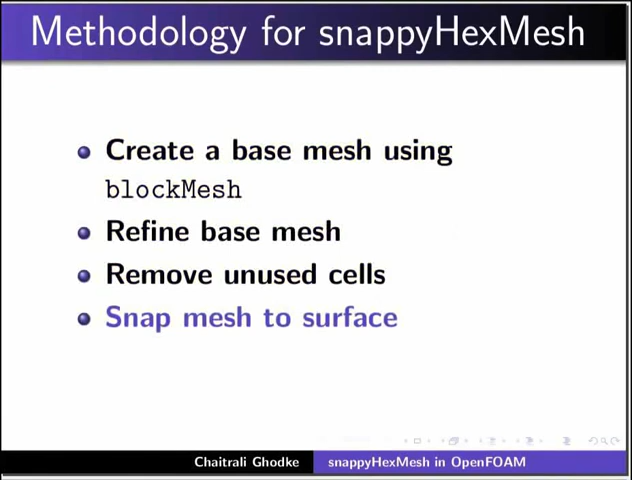 Methodology for snappyHexMesh
Create a base mesh using
blockMesh
Refine base mesh
Remove unused cells
Snap mesh to surface
Chaitrali Ghodke
snappyHexMesh in OpenFOAM